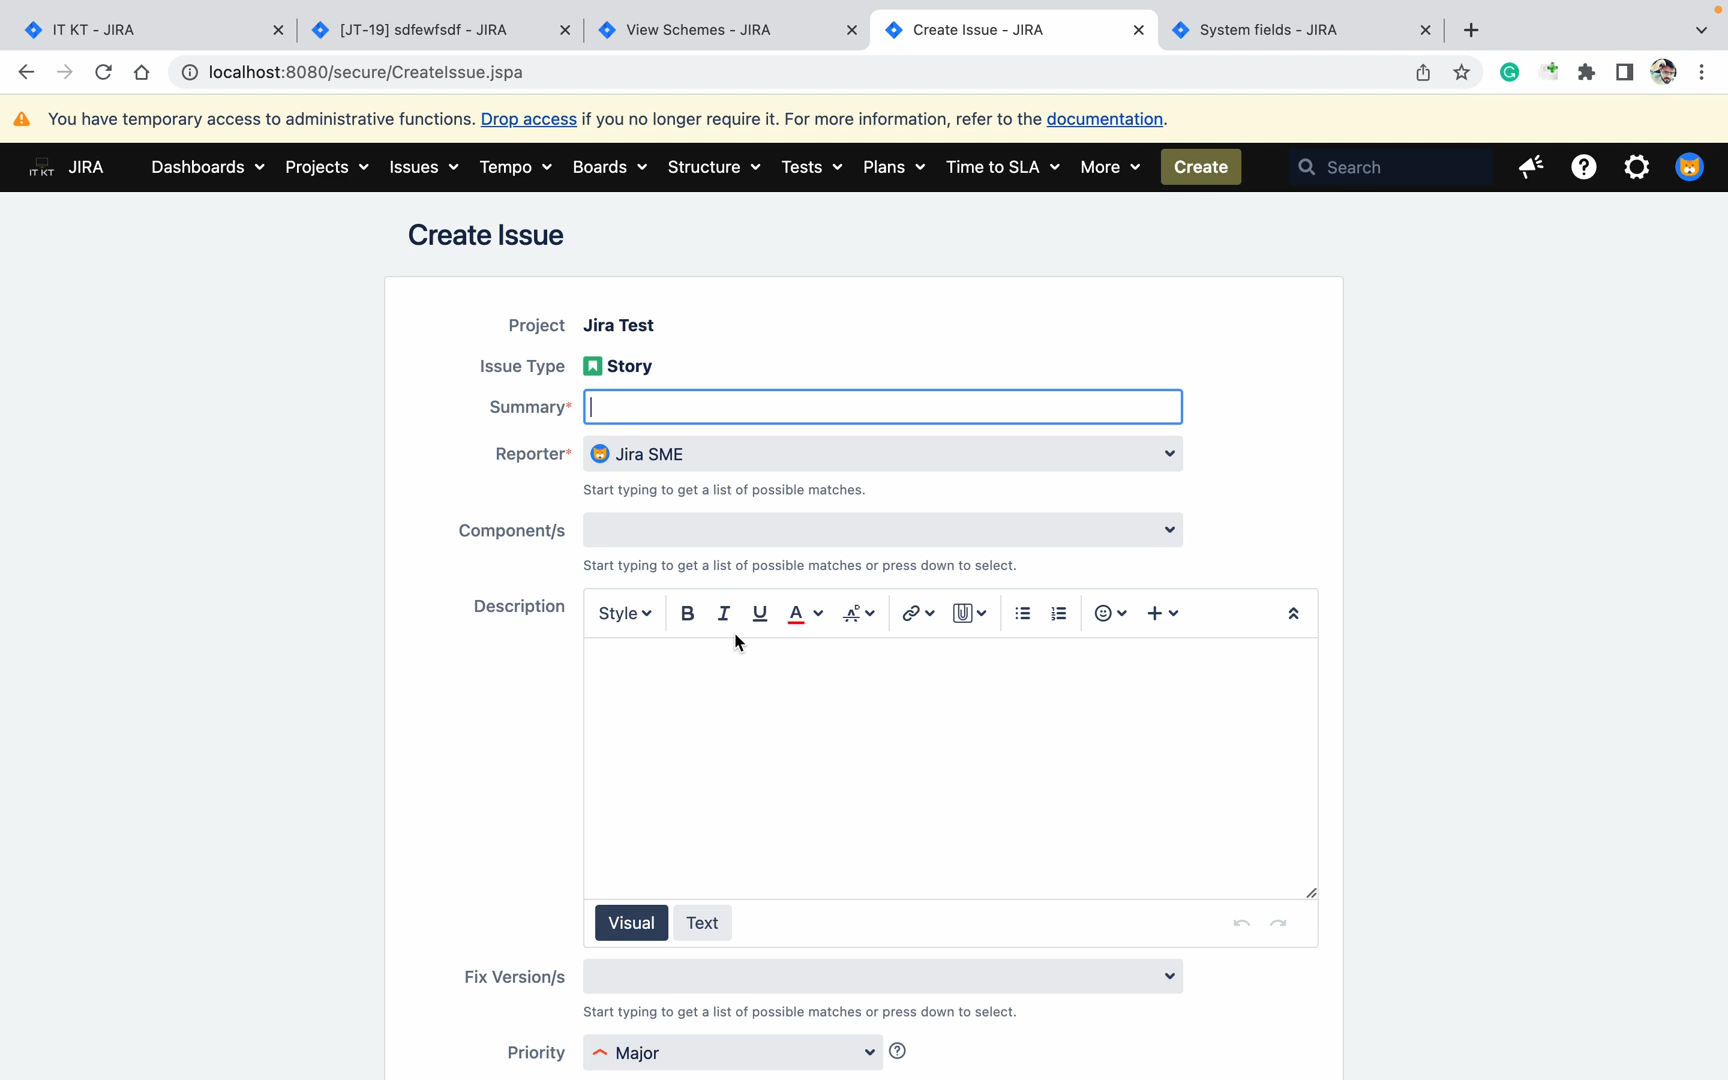 IT KT - JIRA
[JT-19] sdfewfsdf - JIRA
View Schemes - JIRA
Create Issue - JIRA
System fields - JIRA
localhost:8080/secure/CreateIssue.jspa
You have temporary access to administrative functions. Drop access if you no longer require it. For more information, refer to the documentation.
IT KT JIRA Dashboards Projects Issues Tempo Boards Structure Tests Plans Time to SLA More Create Search
Create Issue
Project Jira Test
Issue Type Story
Summary*
Reporter* Jira SME
Start typing to get a list of possible matches.
Component/s
Start typing to get a list of possible matches or press down to select.
Description Style B I U A
Visual Text
Fix Version/s
Start typing to get a list of possible matches or press down to select.
Priority Major